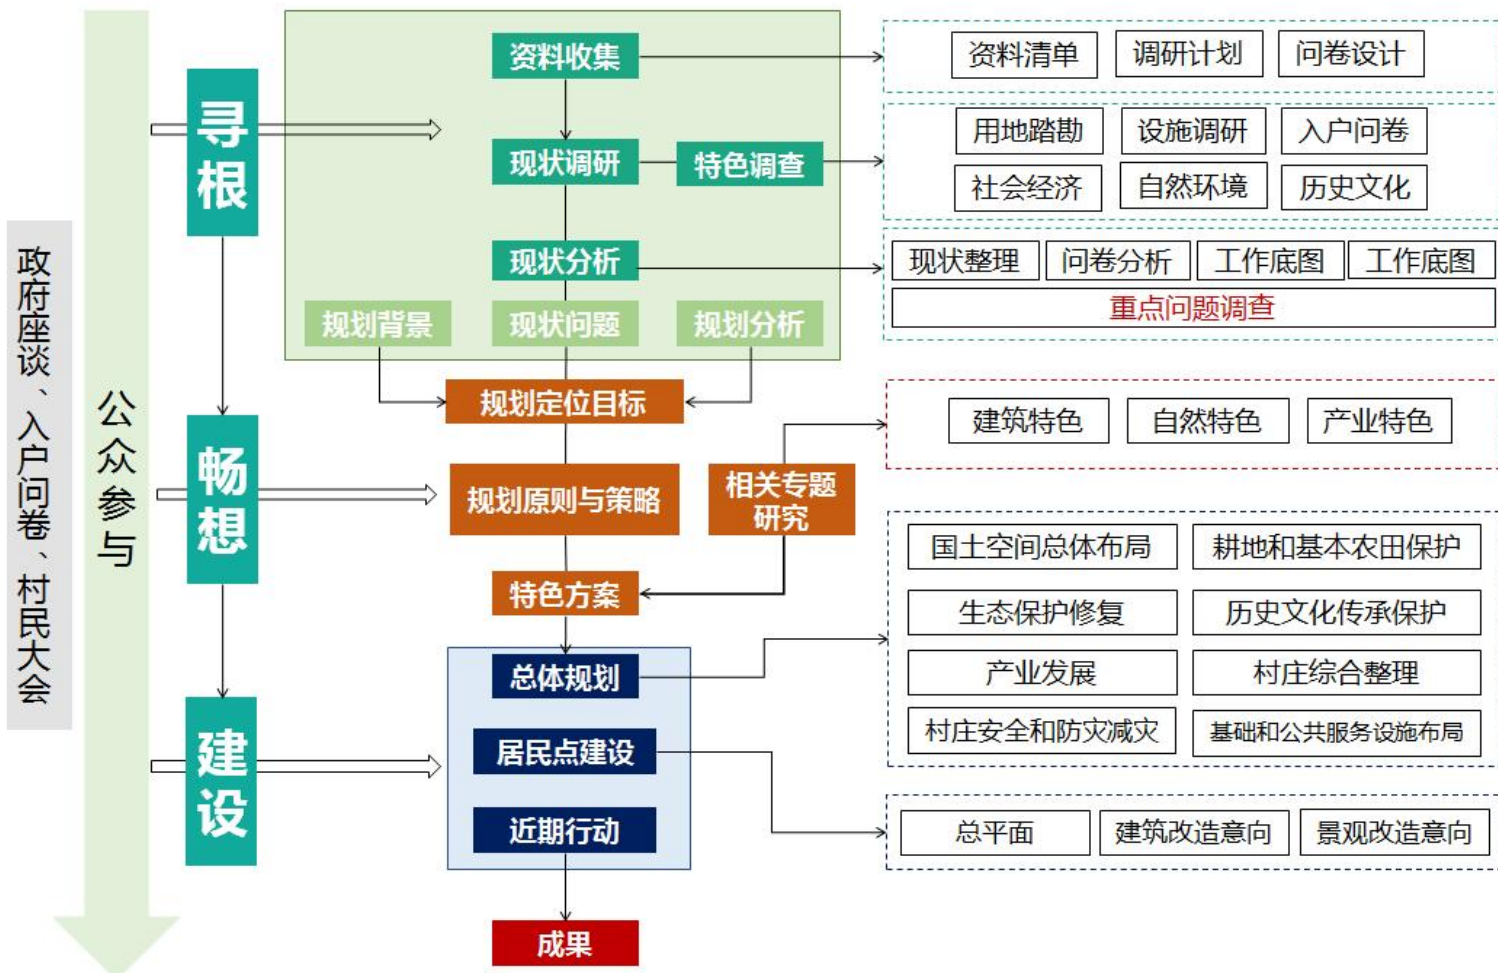 政府座谈、入户问卷、村民大会
公众参与
寻根
畅想
建设
资料收集
现状调研
特色调查
现状分析
规划背景
现状问题
规划分析
规划定位目标
规划原则与策略
相关专题
研究
特色方案
总体规划
居民点建设
近期行动
成果
资料清单
调研计划
问卷设计
用地踏勘
设施调研
入户问卷
社会经济
自然环境
历史文化
现状整理
问卷分析
工作底图
工作底图
重点问题调查
建筑特色
自然特色
产业特色
国土空间总体布局
耕地和基本农田保护
生态保护修复
历史文化传承保护
产业发展
村庄综合整理
村庄安全和防灾减灾
基础和公共服务设施布局
总平面
建筑改造意向
景观改造意向